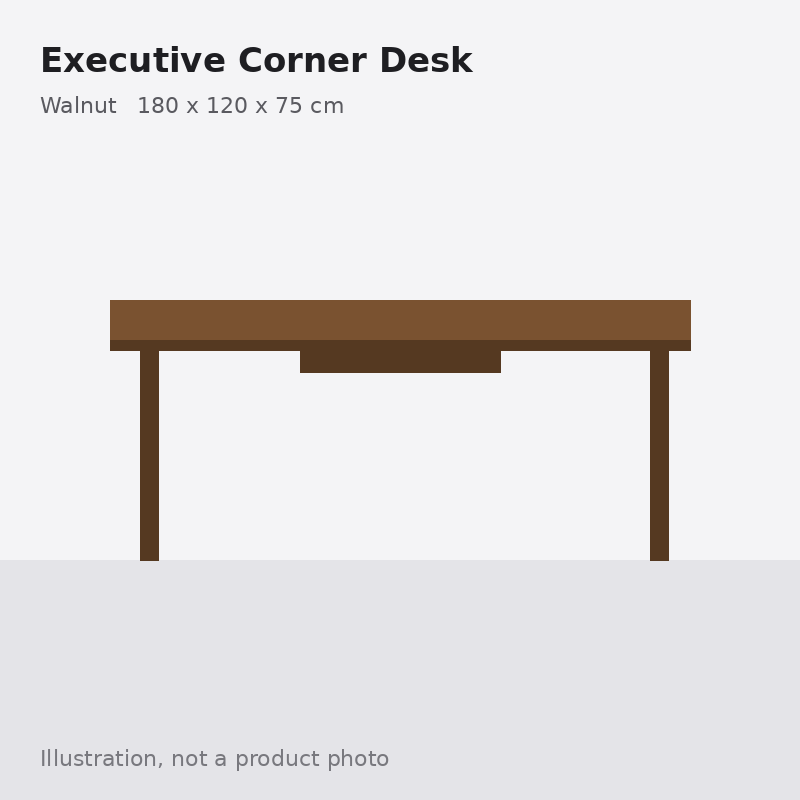 Executive Corner Desk
Walnut   180 x 120 x 75 cm
Illustration, not a product photo